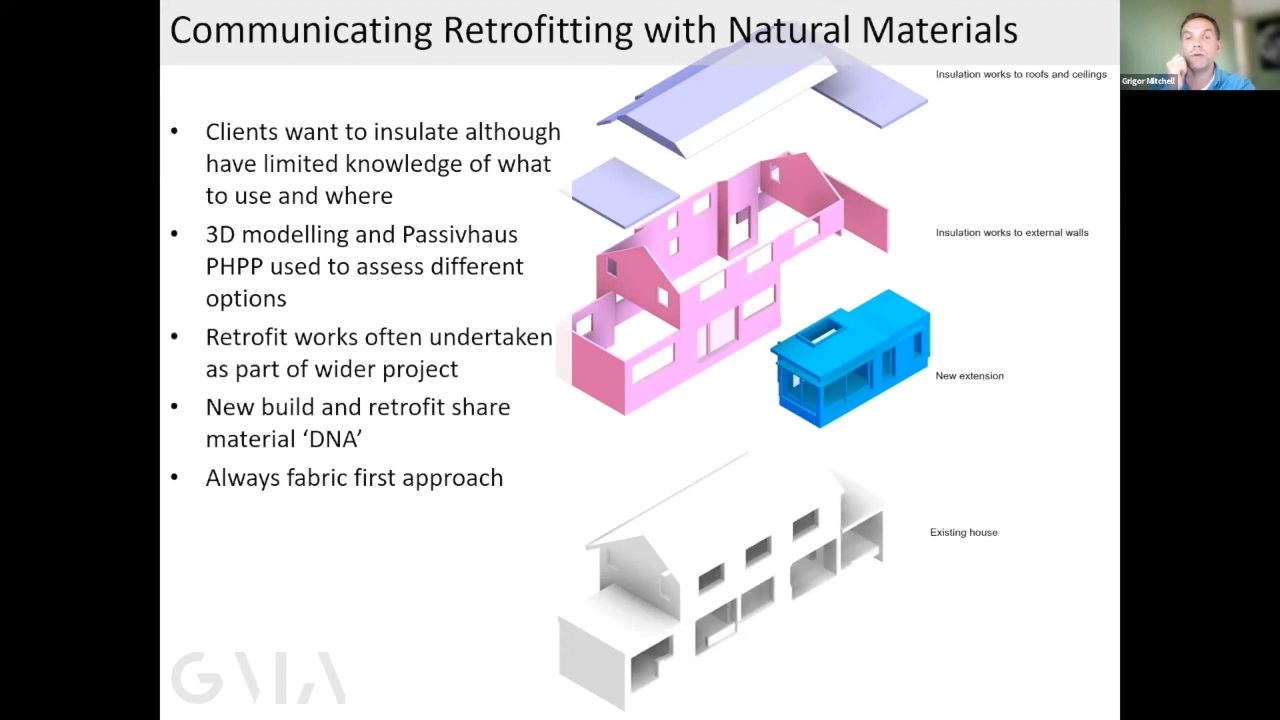 Communicating Retrofitting with Natural Materials
Grigor Mitchell
Insulation works to roofs and ceilings
• Clients want to insulate although
have limited knowledge of what
to use and where
• 3D modelling and Passivhaus
PHPP used to assess different
options
• Retrofit works often undertaken
as part of wider project
• New build and retrofit share
material ‘DNA’
• Always fabric first approach
Insulation works to external walls
New extension
Existing house
GAIA